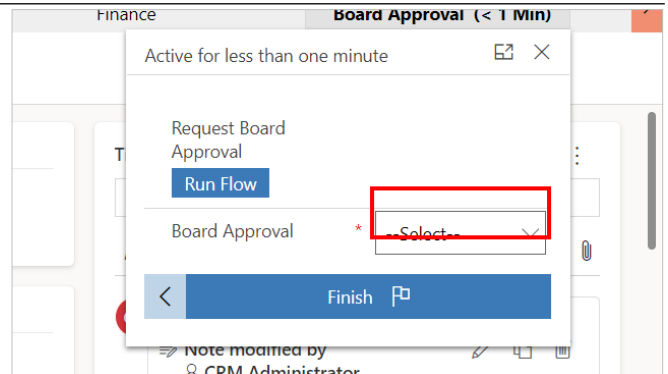 Finance
Board Approval (< 1 Min)
Active for less than one minute
Request Board
Approval
Run Flow
Board Approval *
--Select--
Finish
Note modified by
CRM Administrator